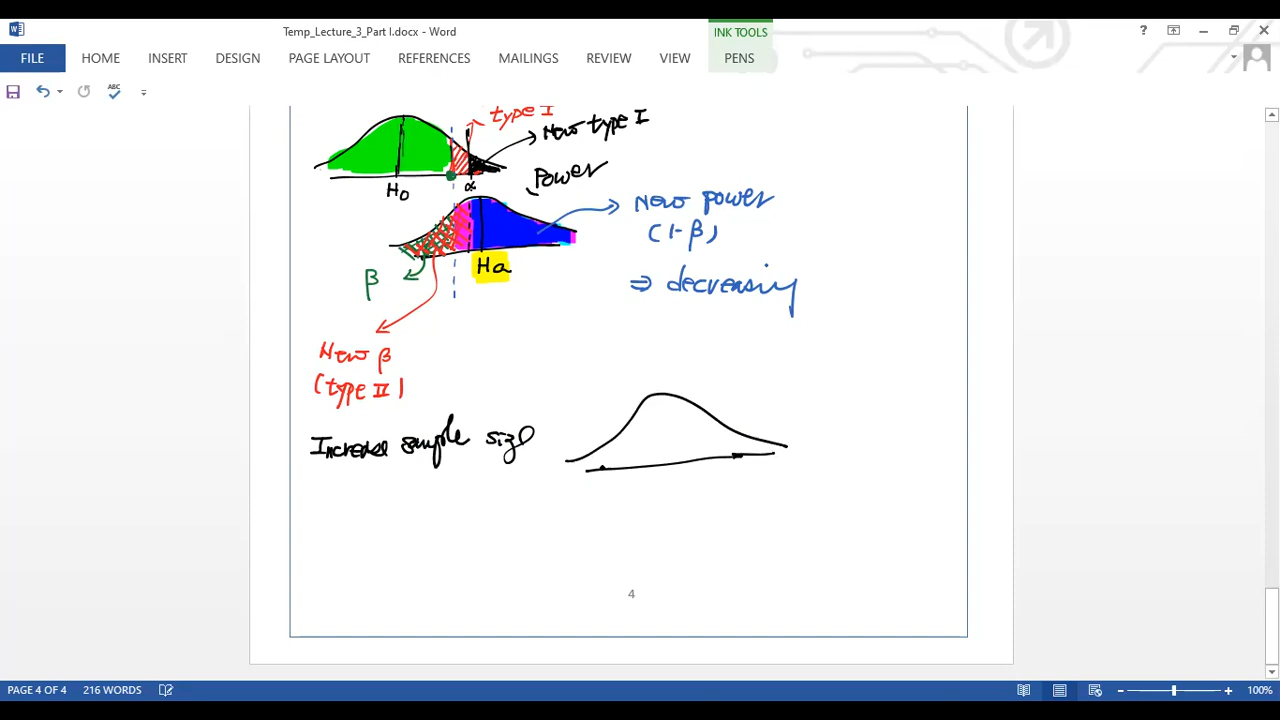 Temp_Lecture_3_Part I.docx - Word
INK TOOLS
FILE
HOME
INSERT
DESIGN
PAGE LAYOUT
REFERENCES
MAILINGS
REVIEW
VIEW
PENS
type I
New type I
H0
α
Power
New power
(1-β)
⇒ decreasing
Ha
β
New β
(type II)
Increase sample size
4
PAGE 4 OF 4
216 WORDS
100%